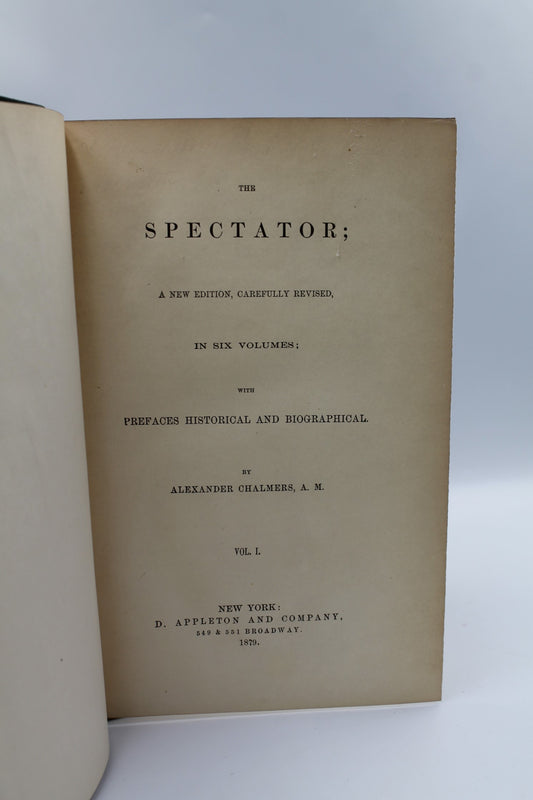 THE
SPECTATOR;
A NEW EDITION, CAREFULLY REVISED,
IN SIX VOLUMES;
WITH
PREFACES HISTORICAL AND BIOGRAPHICAL.
BY
ALEXANDER CHALMERS, A. M.
VOL. I.
NEW YORK:
D. APPLETON AND COMPANY,
549 & 551 BROADWAY.
1879.